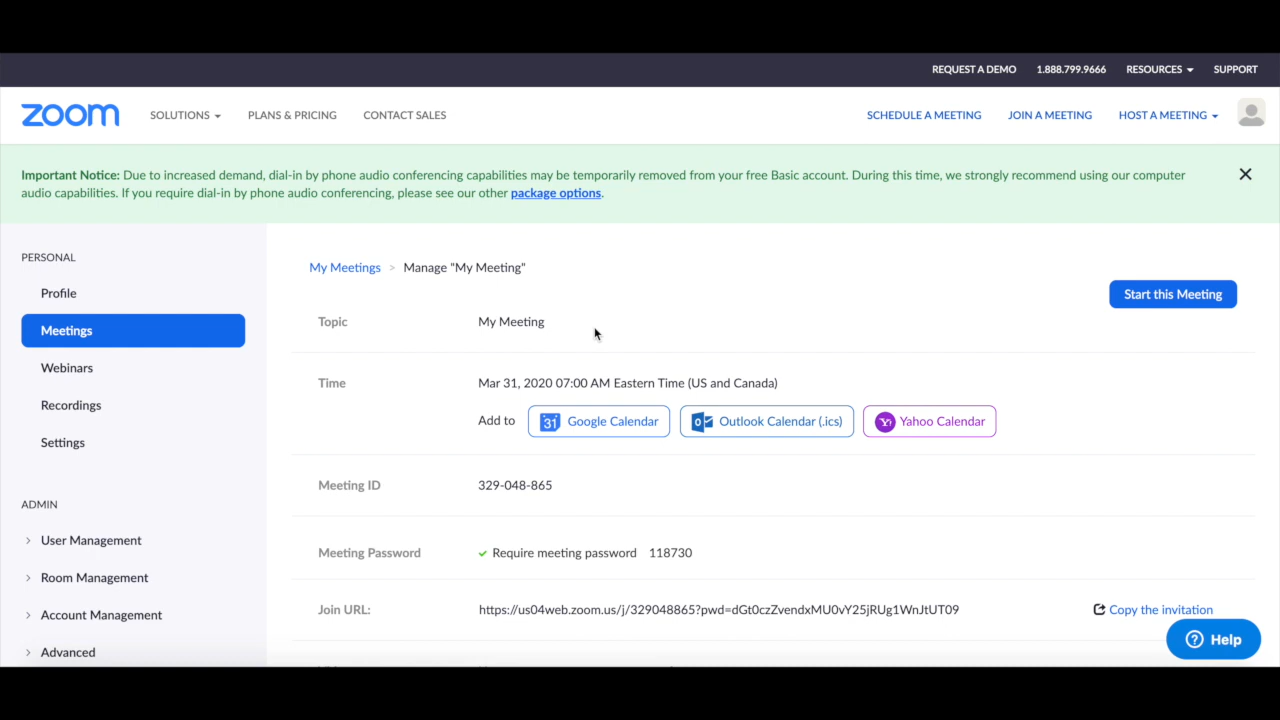 REQUEST A DEMO 1.888.799.9666 RESOURCES SUPPORT
zoom SOLUTIONS PLANS & PRICING CONTACT SALES SCHEDULE A MEETING JOIN A MEETING HOST A MEETING
Important Notice: Due to increased demand, dial-in by phone audio conferencing capabilities may be temporarily removed from your free Basic account. During this time, we strongly recommend using our computer
audio capabilities. If you require dial-in by phone audio conferencing, please see our other package options.
PERSONAL
Profile
Meetings
Webinars
Recordings
Settings
ADMIN
> User Management
> Room Management
> Account Management
> Advanced
My Meetings > Manage "My Meeting"
Start this Meeting
Topic My Meeting
Time Mar 31, 2020 07:00 AM Eastern Time (US and Canada)
Add to 31 Google Calendar Outlook Calendar (.ics) Yahoo Calendar
Meeting ID 329-048-865
Meeting Password Require meeting password 118730
Join URL: https://us04web.zoom.us/j/329048865?pwd=dGt0czZvendxMU0vY25jRUg1WnJtUT09 Copy the invitation
Help